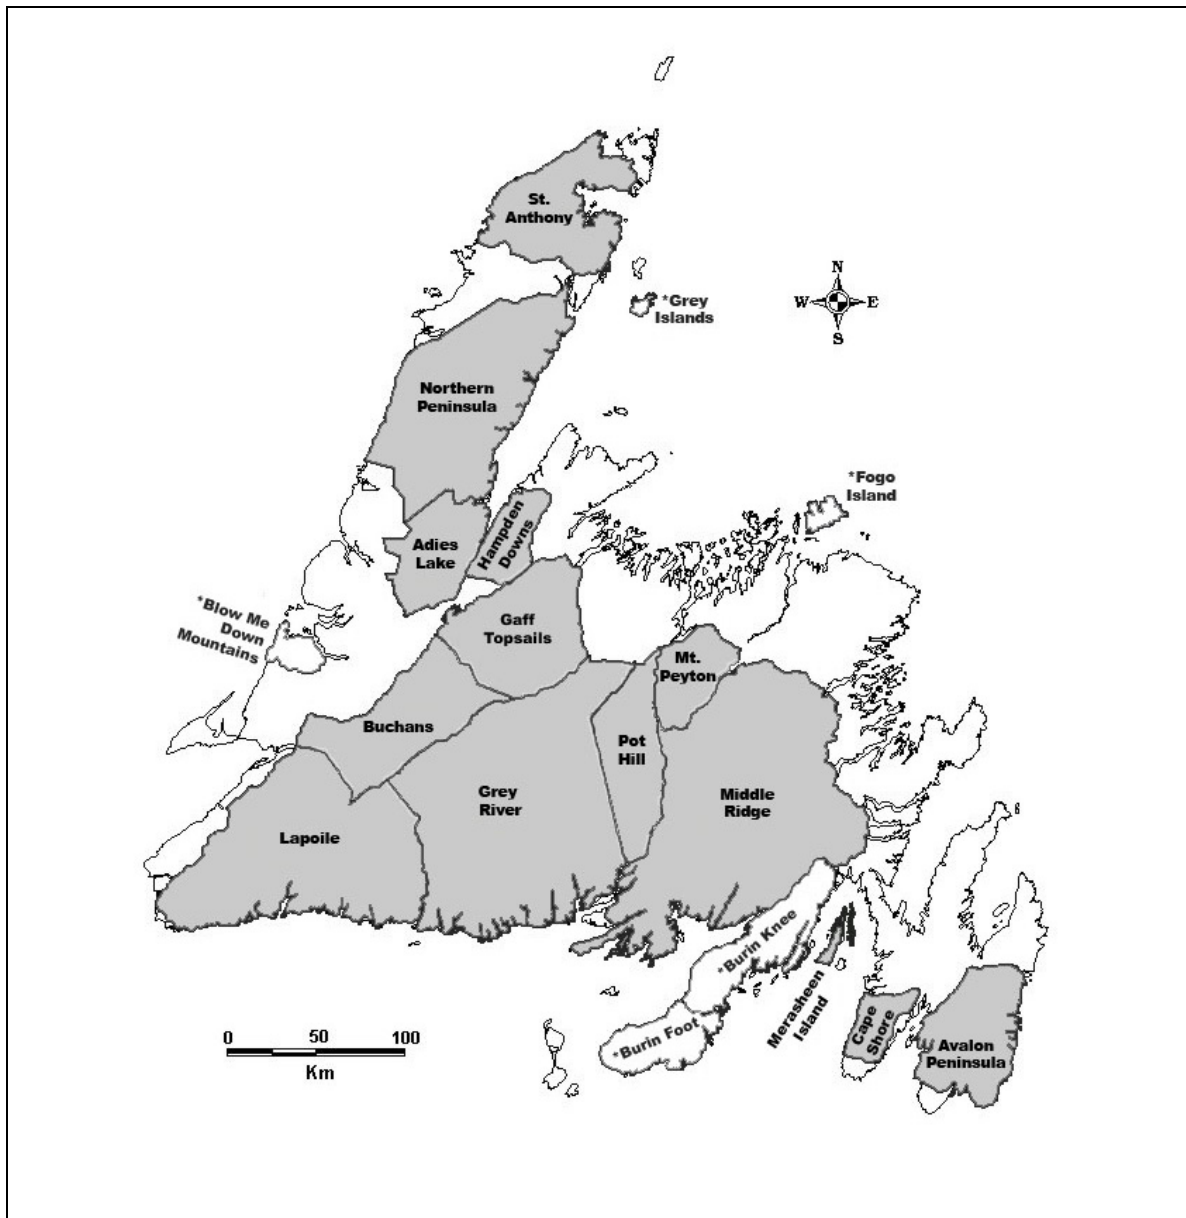 St.
Anthony
*Grey
Islands
N
W
E
S
Northern
Peninsula
*Fogo
Island
Hampden
Downs
Adies
Lake
*Blow Me
Down
Mountains
Gaff
Topsails
Mt.
Peyton
Buchans
Pot
Hill
Grey
River
Middle
Ridge
Lapoile
*Burin Knee
Merasheen
Island
*Burin Foot
Cape
Shore
Avalon
Peninsula
0 50 100
Km